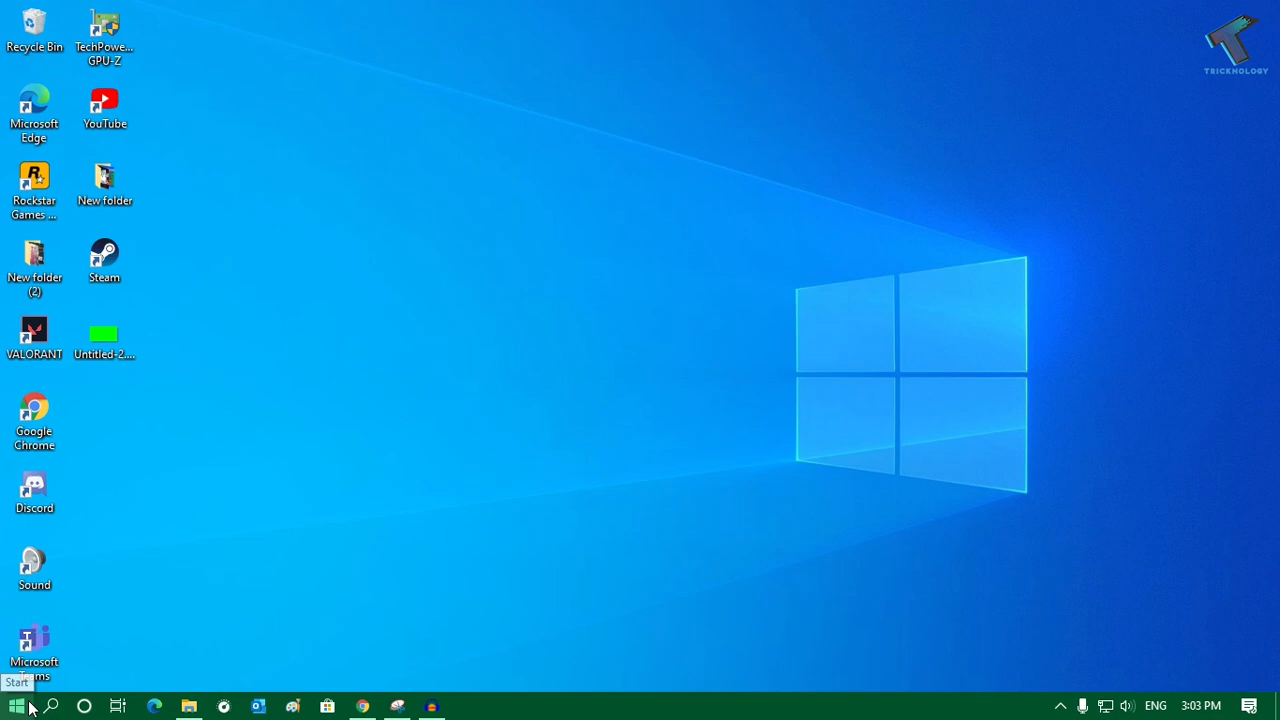 Recycle Bin
TechPowe...
GPU-Z
Microsoft
Edge
YouTube
Rockstar
Games ...
New folder
New folder
(2)
Steam
VALORANT
Untitled-2....
Google
Chrome
Discord
Sound
Microsoft
Teams
Start
TRICKNOLOGY
ENG
3:03 PM